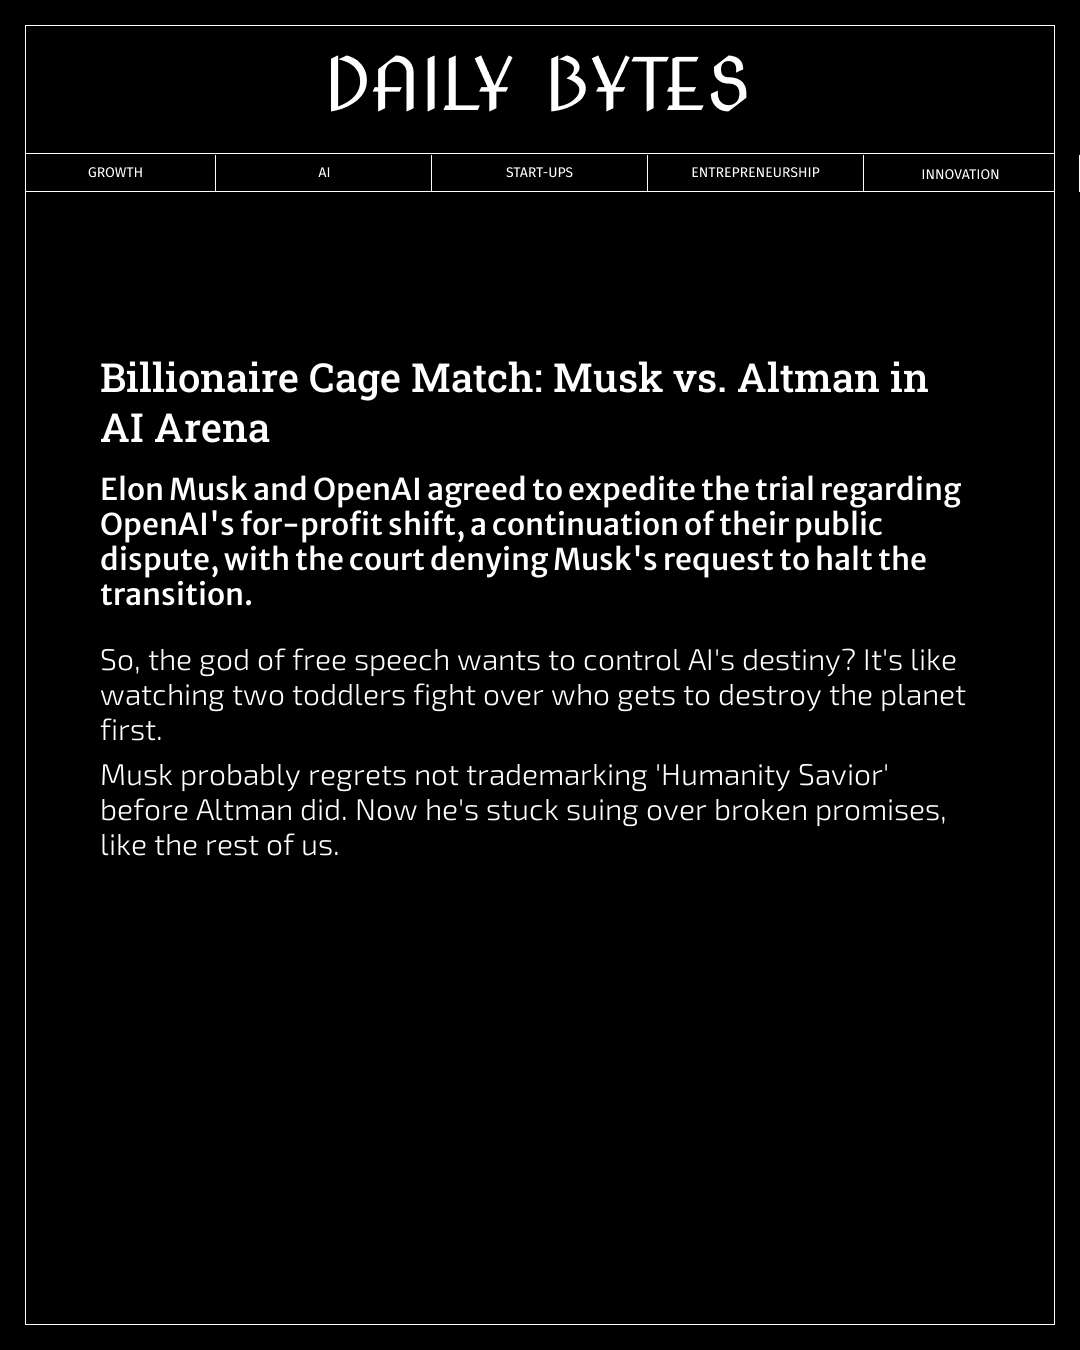 DAILY BYTES
GROWTH
AI
START-UPS
ENTREPRENEURSHIP
INNOVATION
Billionaire Cage Match: Musk vs. Altman in
AI Arena
Elon Musk and OpenAI agreed to expedite the trial regarding
OpenAI's for-profit shift, a continuation of their public
dispute, with the court denying Musk's request to halt the
transition.
So, the god of free speech wants to control AI's destiny? It's like
watching two toddlers fight over who gets to destroy the planet
first.
Musk probably regrets not trademarking 'Humanity Savior'
before Altman did. Now he's stuck suing over broken promises,
like the rest of us.